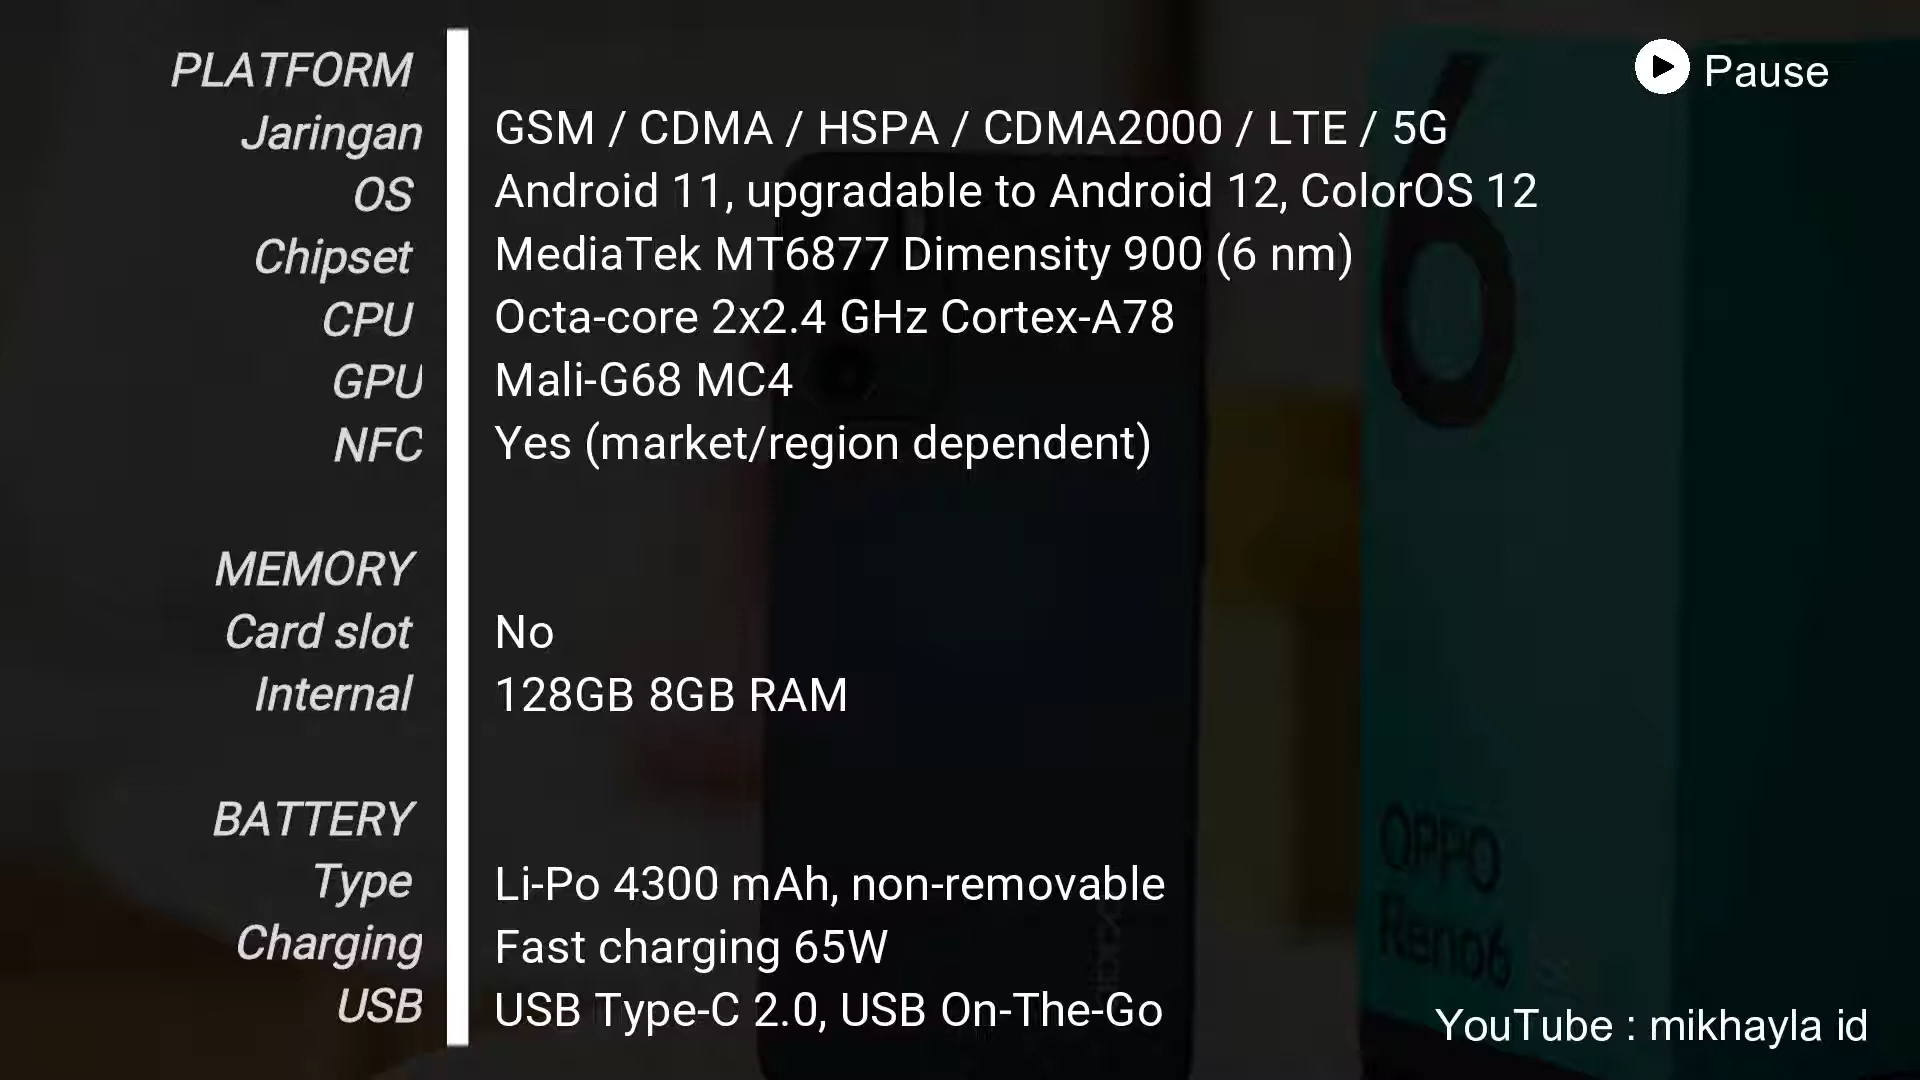 PLATFORM
Pause
Jaringan GSM / CDMA / HSPA / CDMA2000 / LTE / 5G
OS Android 11, upgradable to Android 12, ColorOS 12
Chipset MediaTek MT6877 Dimensity 900 (6 nm)
CPU Octa-core 2x2.4 GHz Cortex-A78
GPU Mali-G68 MC4
NFC Yes (market/region dependent)
6
MEMORY
Card slot No
Internal 128GB 8GB RAM
BATTERY
Type Li-Po 4300 mAh, non-removable
Charging Fast charging 65W
USB USB Type-C 2.0, USB On-The-Go
OPPO
Reno6
YouTube : mikhayla id